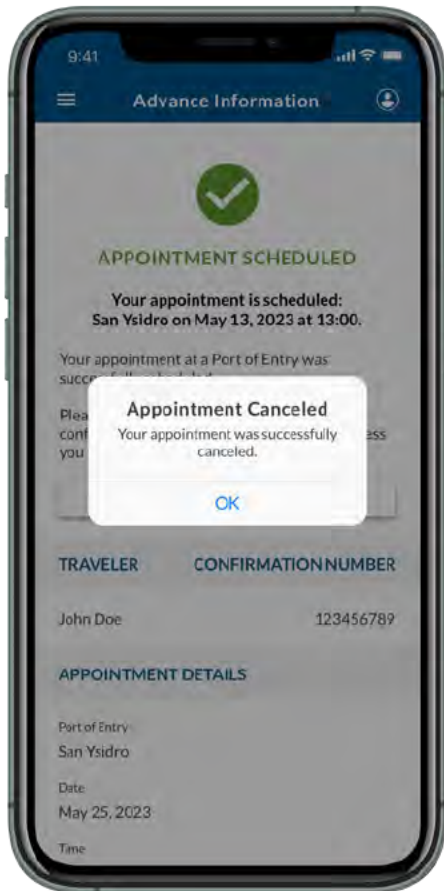 9:41
Advance Information
APPOINTMENT SCHEDULED
Your appointment is scheduled:
San Ysidro on May 13, 2023 at 13:00.
Your appointment at a Port of Entry was
Appointment Canceled
Your appointment was successfully
canceled.
you
OK
TRAVELER CONFIRMATION NUMBER
John Doe 123456789
APPOINTMENT DETAILS
Port of Entry
San Ysidro
Date
May 25, 2023
Time